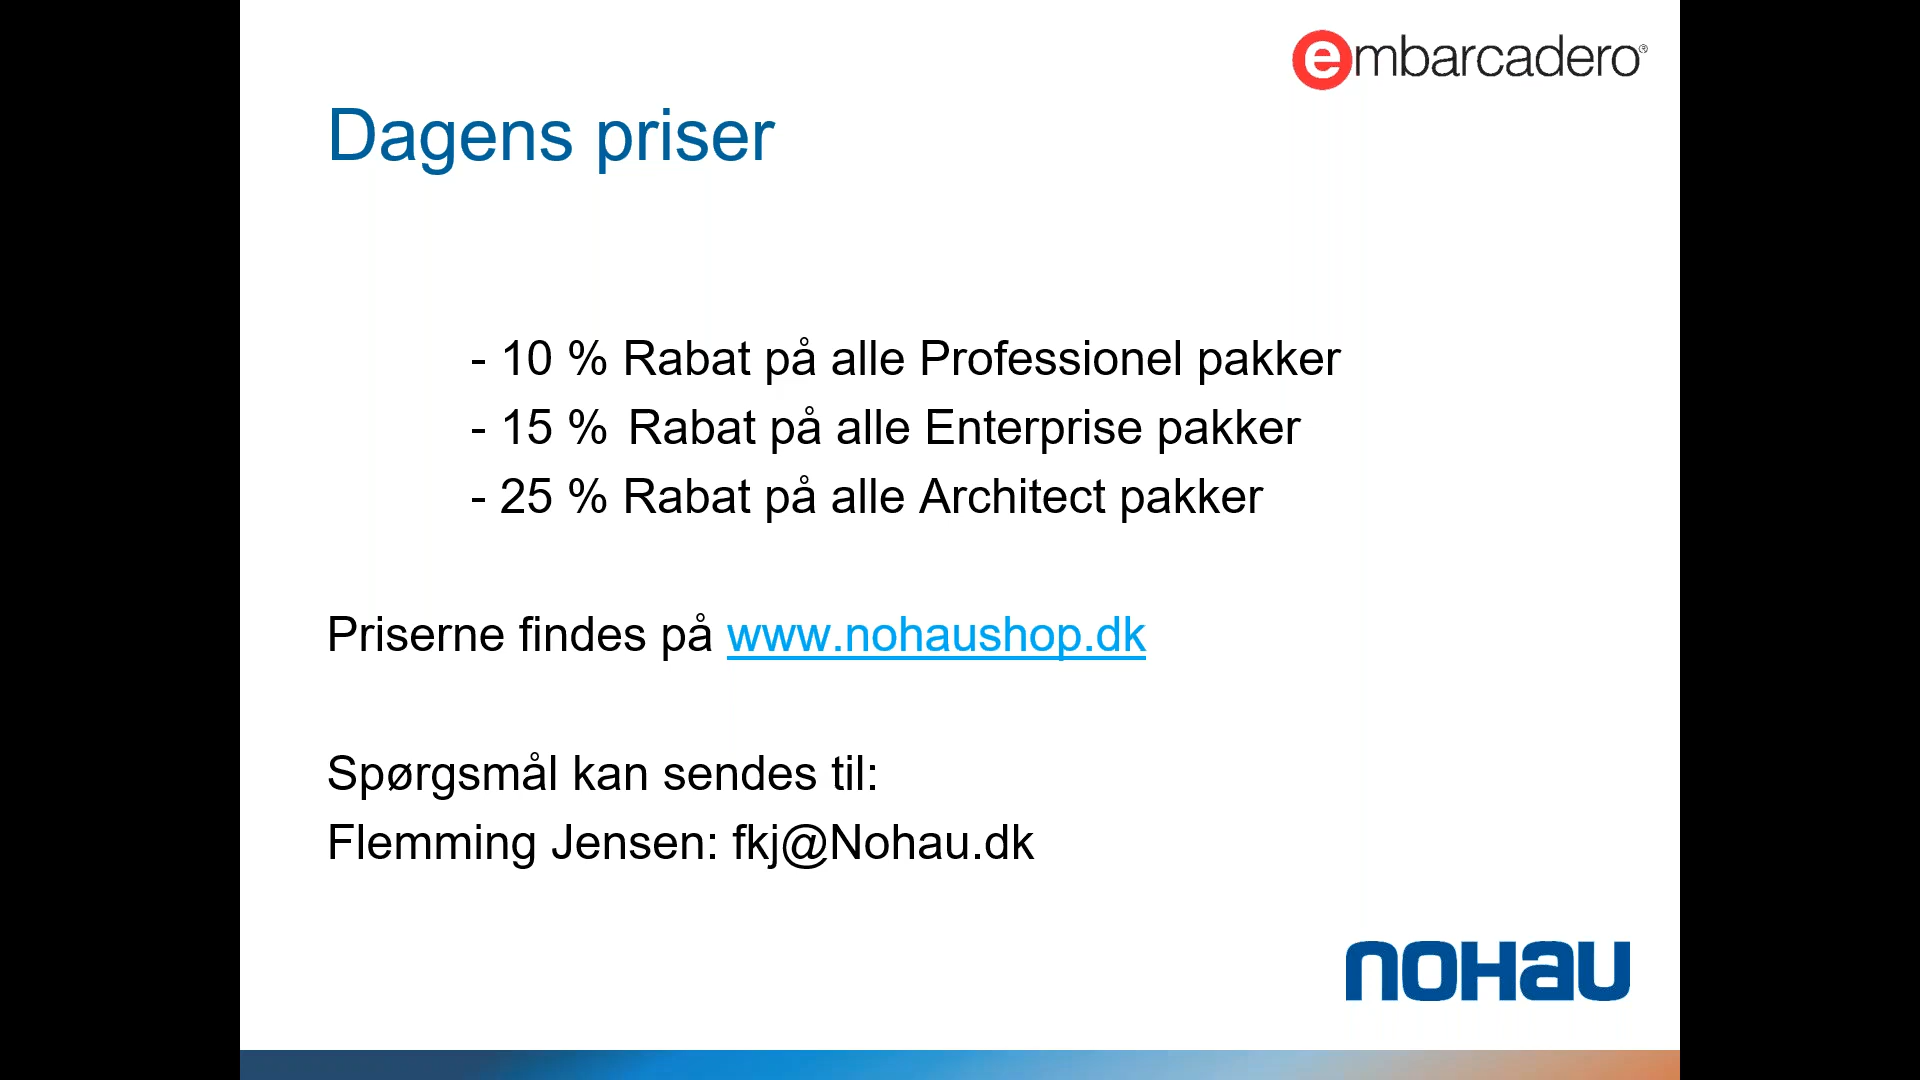 embarcadero®
Dagens priser
- 10 % Rabat på alle Professionel pakker
- 15 % Rabat på alle Enterprise pakker
- 25 % Rabat på alle Architect pakker
Priserne findes på www.nohaushop.dk
Spørgsmål kan sendes til:
Flemming Jensen: fkj@Nohau.dk
noHau